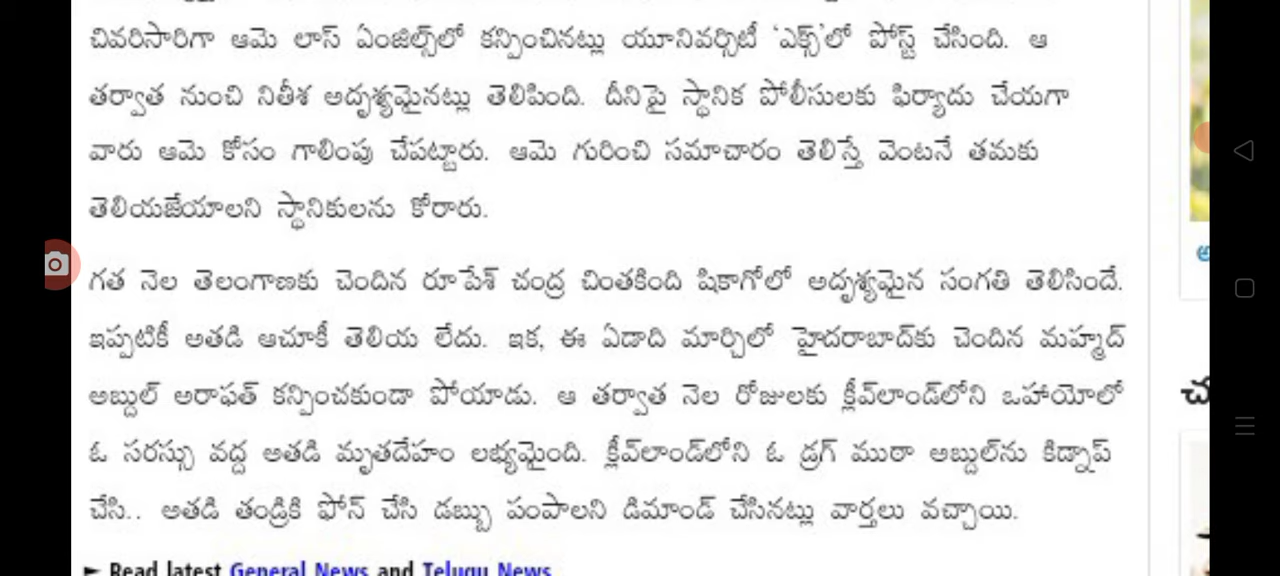 చివరిసారిగా ఆమె లాస్ ఏంజిల్స్‌లో కన్పించినట్లు యూనివర్సిటీ ‘ఎక్స్’లో పోస్ట్ చేసింది. ఆ
తర్వాత నుంచి నితీశ అదృశ్యమైనట్లు తెలిపింది. దీనిపై స్థానిక పోలీసులకు ఫిర్యాదు చేయగా
వారు ఆమె కోసం గాలింపు చేపట్టారు. ఆమె గురించి సమాచారం తెలిస్తే వెంటనే తమకు
తెలియజేయాలని స్థానికులను కోరారు.
గత నెల తెలంగాణకు చెందిన రూపేశ్ చంద్ర చింతకింది షికాగోలో అదృశ్యమైన సంగతి తెలిసిందే.
ఇప్పటికీ అతడి ఆచూకీ తెలియ లేదు. ఇక, ఈ ఏడాది మార్చిలో హైదరాబాద్‌కు చెందిన మహ్మద్
అబ్దుల్ అరాఫత్ కన్పించకుండా పోయాడు. ఆ తర్వాత నెల రోజులకు క్లీవ్‌లాండ్‌లోని ఒహాయోలో
ఓ సరస్సు వద్ద అతడి మృతదేహం లభ్యమైంది. క్లీవ్‌లాండ్‌లోని ఓ డ్రగ్ ముఠా అబ్దుల్‌ను కిడ్నాప్
చేసి.. అతడి తండ్రికి ఫోన్ చేసి డబ్బు పంపాలని డిమాండ్ చేసినట్లు వార్తలు వచ్చాయి.
► Read latest General News and Telugu News